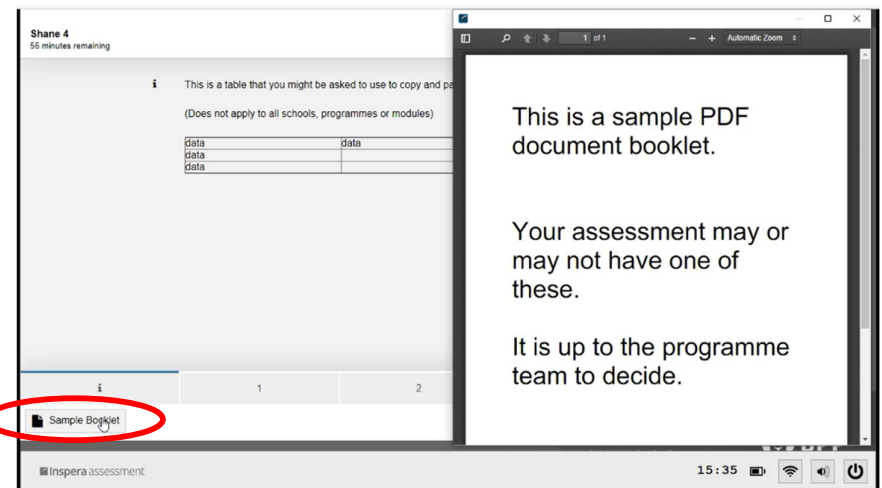 Shane 4
56 minutes remaining
i
This is a table that you might be asked to use to copy and pa
(Does not apply to all schools, programmes or modules)
data data
data
data
i 1 2
Sample Booklet
1 of 1
Automatic Zoom
This is a sample PDF
document booklet.
Your assessment may or
may not have one of
these.
It is up to the programme
team to decide.
Inspera assessment
15:35